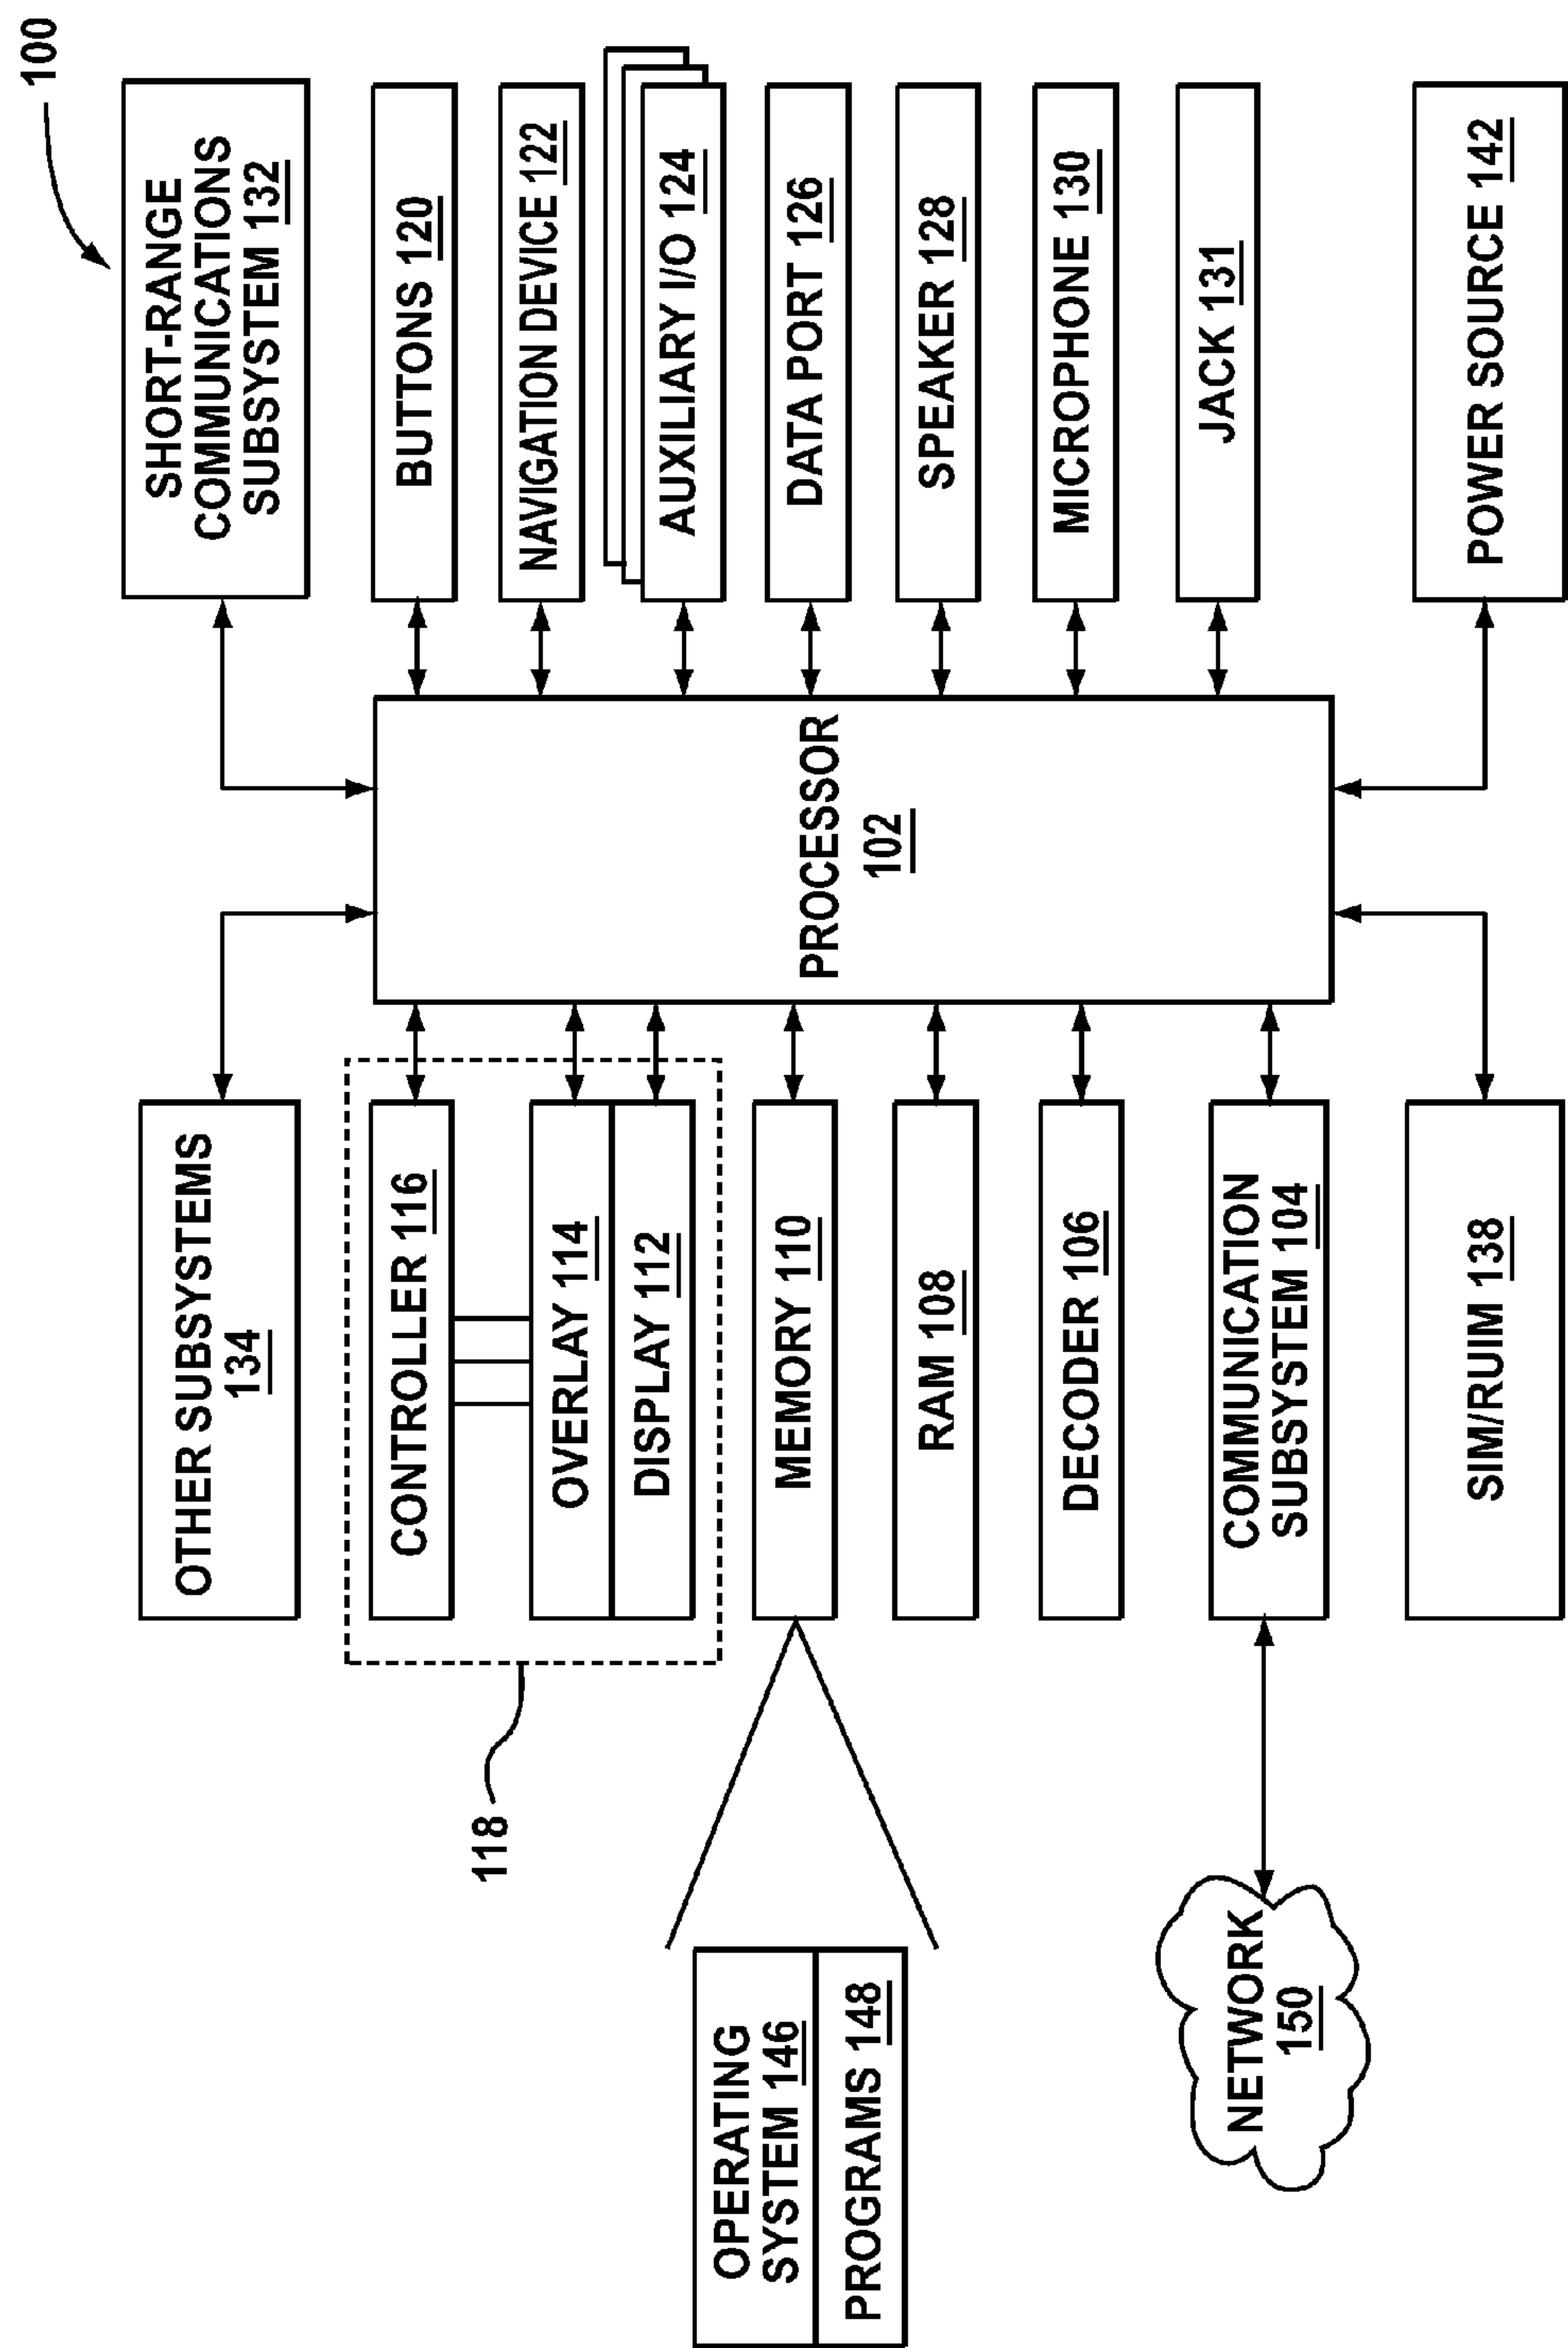 100
OTHER SUBSYSTEMS
134
SHORT-RANGE
COMMUNICATIONS
SUBSYSTEM 132
CONTROLLER 116
BUTTONS 120
118
OVERLAY 114
NAVIGATION DEVICE 122
DISPLAY 112
AUXILIARY I/O 124
OPERATING
SYSTEM 146
PROGRAMS 148
MEMORY 110
PROCESSOR
102
DATA PORT 126
RAM 108
SPEAKER 128
DECODER 106
MICROPHONE 130
NETWORK
150
COMMUNICATION
SUBSYSTEM 104
JACK 131
SIM/RUIM 138
POWER SOURCE 142